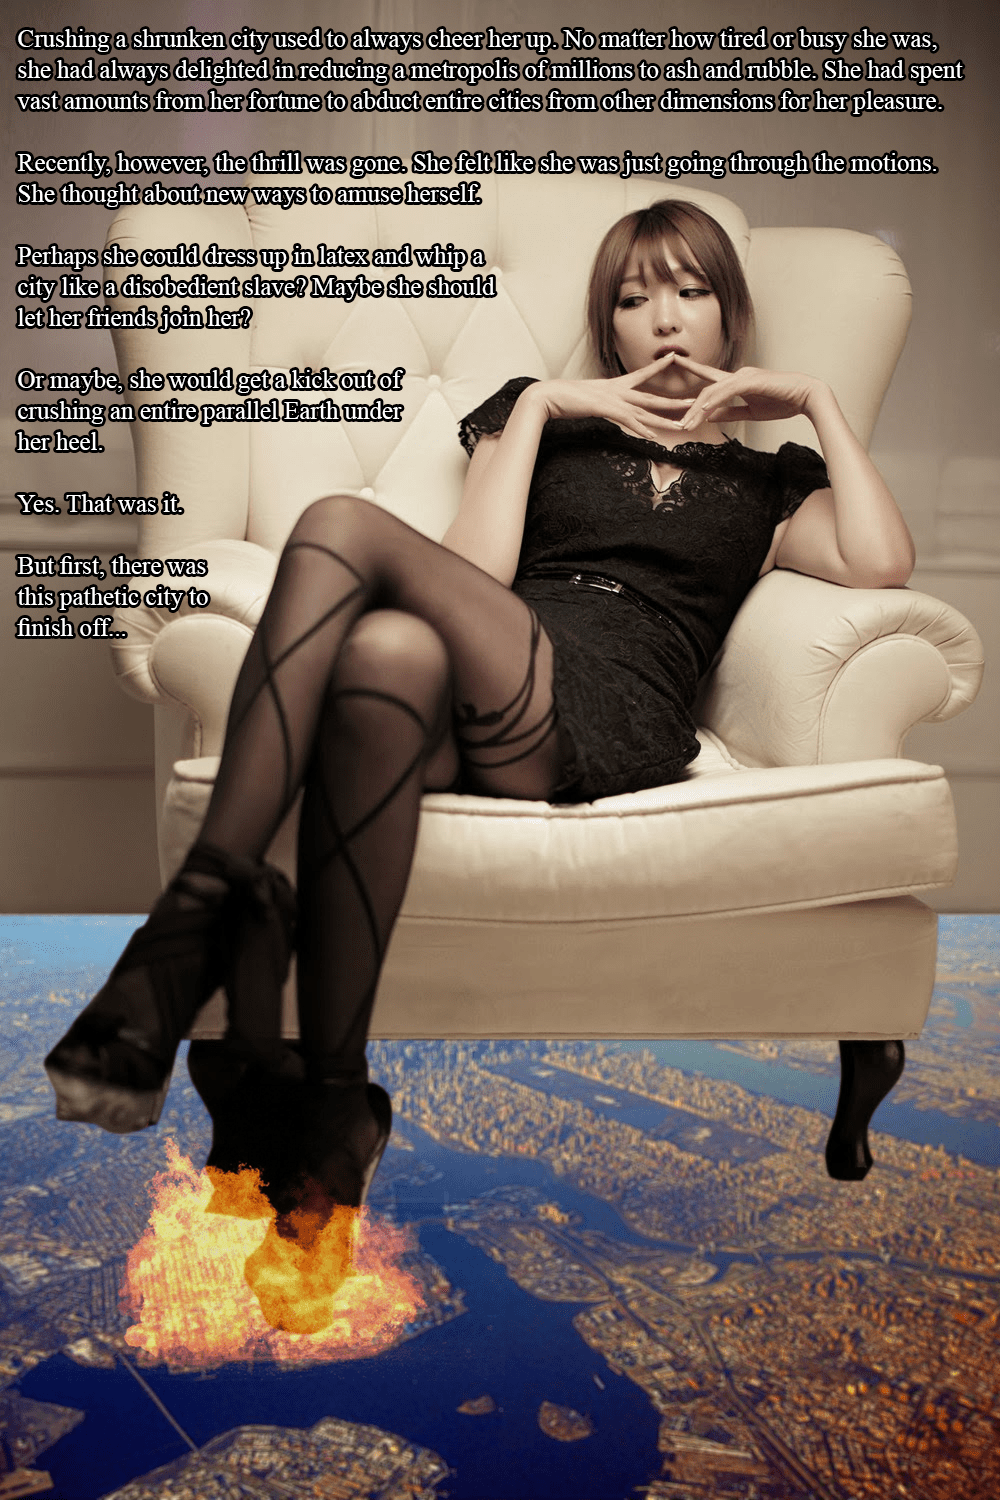 Crushing a shrunken city used to always cheer her up. No matter how tired or busy she was,
she had always delighted in reducing a metropolis of millions to ash and rubble. She had spent
vast amounts from her fortune to abduct entire cities from other dimensions for her pleasure.
Recently, however, the thrill was gone. She felt like she was just going through the motions.
She thought about new ways to amuse herself.
Perhaps she could dress up in latex and whip a
city like a disobedient slave? Maybe she should
let her friends join her?
Or maybe, she would get a kick out of
crushing an entire parallel Earth under
her heel.
Yes. That was it.
But first, there was
this pathetic city to
finish off...